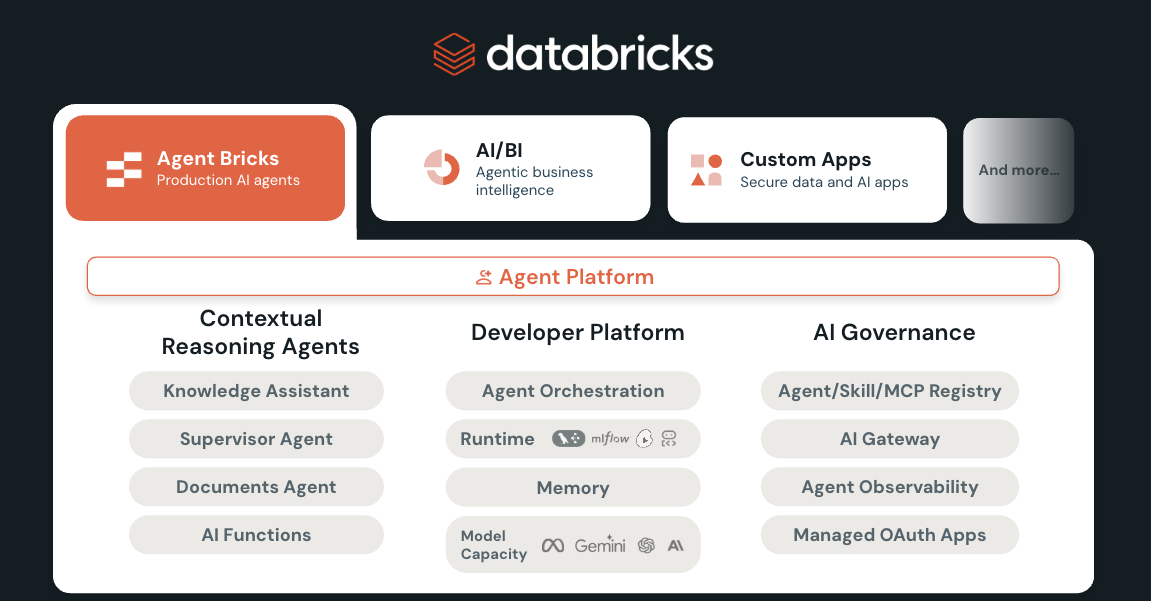 databricks
Agent Bricks
Production AI agents
AI/BI
Agentic business
intelligence
Custom Apps
Secure data and AI apps
And more...
Agent Platform
Contextual
Reasoning Agents
Knowledge Assistant
Supervisor Agent
Documents Agent
AI Functions
Developer Platform
Agent Orchestration
Runtime mlflow
Memory
Model
Capacity Gemini
AI Governance
Agent/Skill/MCP Registry
AI Gateway
Agent Observability
Managed OAuth Apps